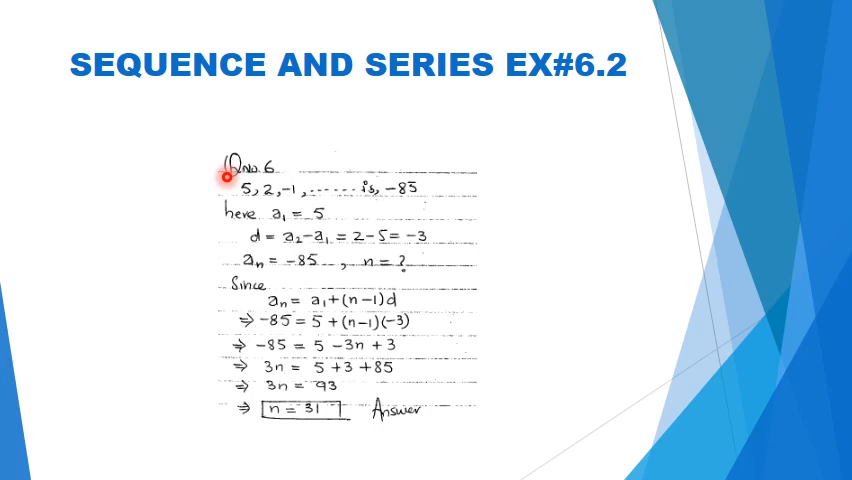 SEQUENCE AND SERIES EX#6.2
Qno.6
5, 2, -1, ....... is, -85
here a₁ = 5
d = a₂-a₁ = 2-5 = -3
aₙ = -85 , n = ?
Since
aₙ = a₁+(n-1)d
⇒ -85 = 5 + (n-1)(-3)
⇒ -85 = 5 - 3n + 3
⇒ 3n = 5 +3 +85
⇒ 3n = 93
⇒ n = 31 Answer